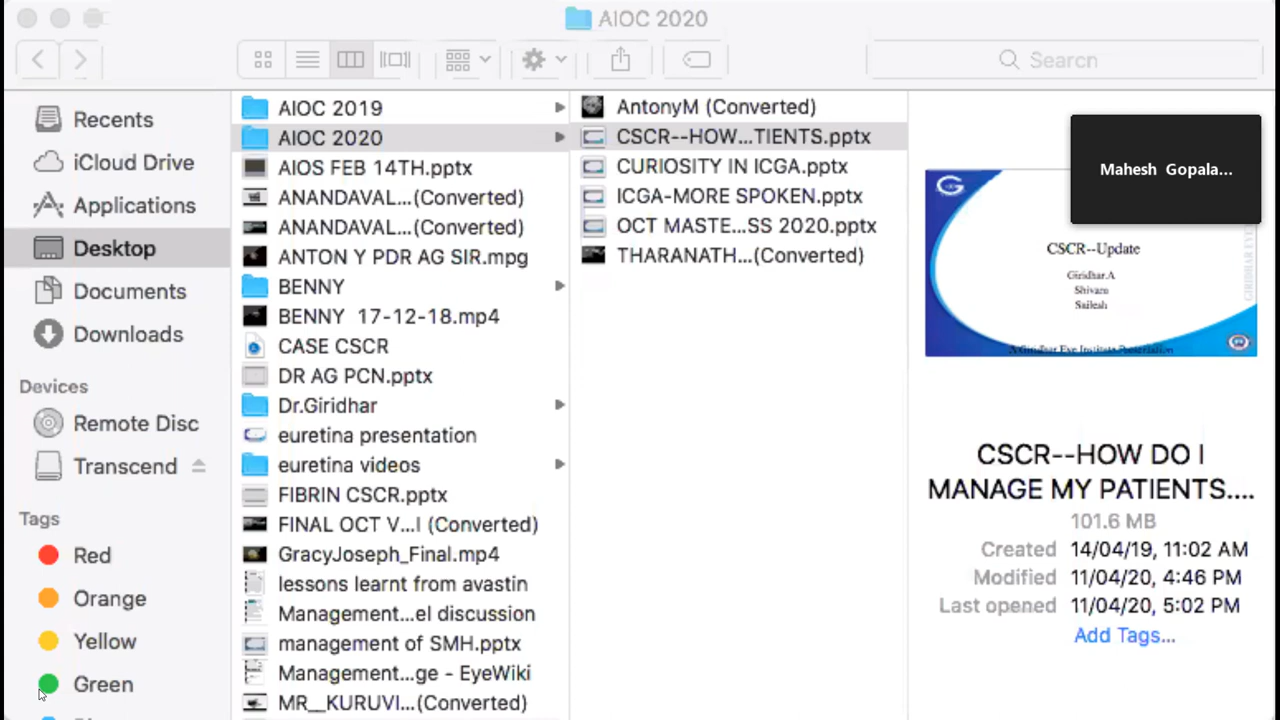 AIOC 2020
Search
Recents
iCloud Drive
Applications
Desktop
Documents
Downloads
Devices
Remote Disc
Transcend
Tags
Red
Orange
Yellow
Green
AIOC 2019
AIOC 2020
AIOS FEB 14TH.pptx
ANANDAVAL...(Converted)
ANANDAVAL...(Converted)
ANTON Y PDR AG SIR.mpg
BENNY
BENNY 17-12-18.mp4
CASE CSCR
DR AG PCN.pptx
Dr.Giridhar
euretina presentation
euretina videos
FIBRIN CSCR.pptx
FINAL OCT V...I (Converted)
GracyJoseph_Final.mp4
lessons learnt from avastin
Management...el discussion
management of SMH.pptx
Management...ge - EyeWiki
MR__KURUVI...(Converted)
AntonyM (Converted)
CSCR--HOW...TIENTS.pptx
CURIOSITY IN ICGA.pptx
ICGA-MORE SPOKEN.pptx
OCT MASTE...SS 2020.pptx
THARANATH...(Converted)
Mahesh Gopala...
CSCR--Update
Giridhar.A
Shivam
Saileah
A Giridhar Eye Institute Presentation
CSCR--HOW DO I
MANAGE MY PATIENTS....
101.6 MB
Created 14/04/19, 11:02 AM
Modified 11/04/20, 4:46 PM
Last opened 11/04/20, 5:02 PM
Add Tags...